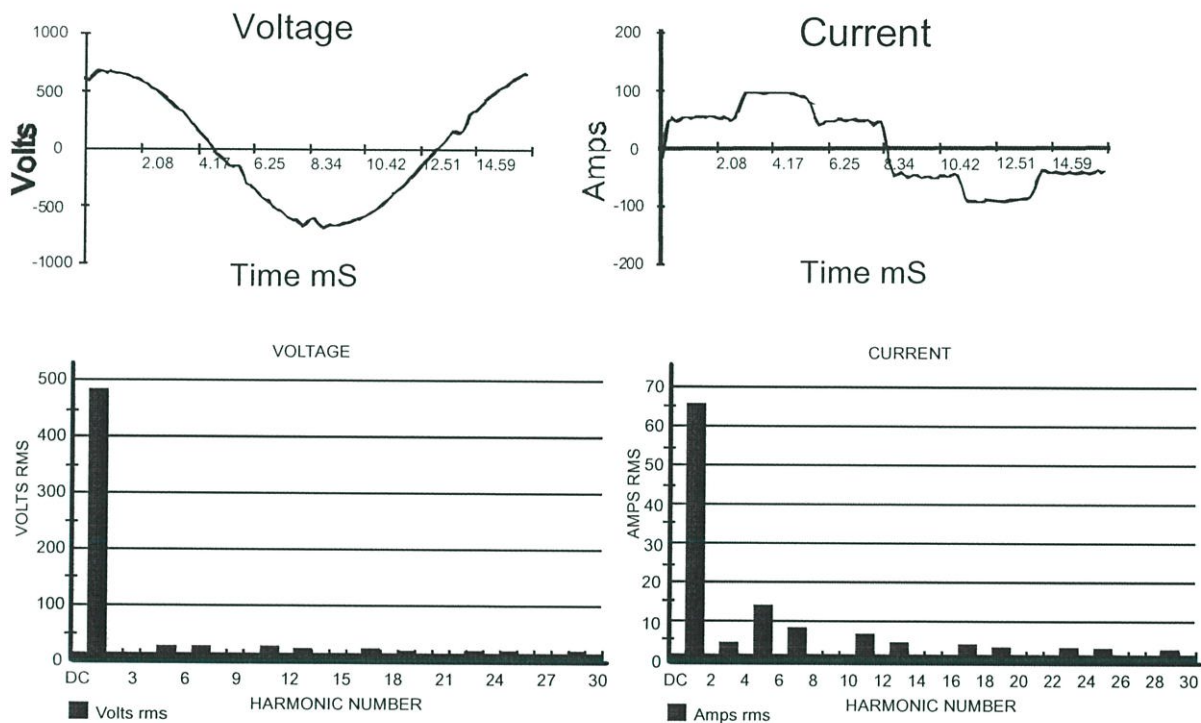 Voltage
1000
500
0
-500
-1000
Volts
2.08 4.17 6.25 8.34 10.42 12.51 14.59
Time mS
Current
200
100
0
-100
-200
Amps
2.08 4.17 6.25 8.34 10.42 12.51 14.59
Time mS
VOLTAGE
500
400
300
200
100
0
VOLTS RMS
DC 3 6 9 12 15 18 21 24 27 30
HARMONIC NUMBER
Volts rms
CURRENT
70
60
50
40
30
20
10
0
AMPS RMS
DC 2 4 6 8 10 12 14 16 18 20 22 24 26 28 30
HARMONIC NUMBER
Amps rms